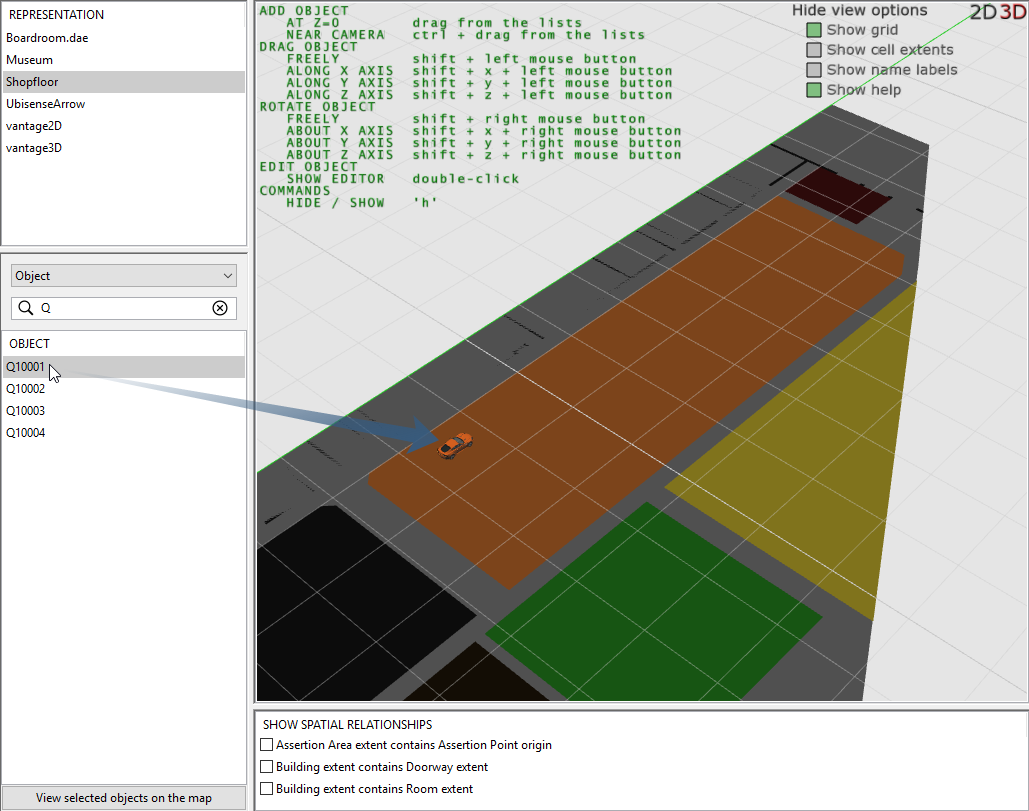 REPRESENTATION
Boardroom.dae
Museum
Shopfloor
UbisenseArrow
vantage2D
vantage3D
Object
Q
OBJECT
Q10001
Q10002
Q10003
Q10004
View selected objects on the map
ADD OBJECT
AT Z=0 drag from the lists
NEAR CAMERA ctrl + drag from the lists
DRAG OBJECT
FREELY shift + left mouse button
ALONG X AXIS shift + x + left mouse button
ALONG Y AXIS shift + y + left mouse button
ALONG Z AXIS shift + z + left mouse button
ROTATE OBJECT
FREELY shift + right mouse button
ABOUT X AXIS shift + x + right mouse button
ABOUT Y AXIS shift + y + right mouse button
ABOUT Z AXIS shift + z + right mouse button
EDIT OBJECT
SHOW EDITOR double-click
COMMANDS
HIDE / SHOW 'h'
Hide view options
Show grid
Show cell extents
Show name labels
Show help
2D3D
SHOW SPATIAL RELATIONSHIPS
Assertion Area extent contains Assertion Point origin
Building extent contains Doorway extent
Building extent contains Room extent